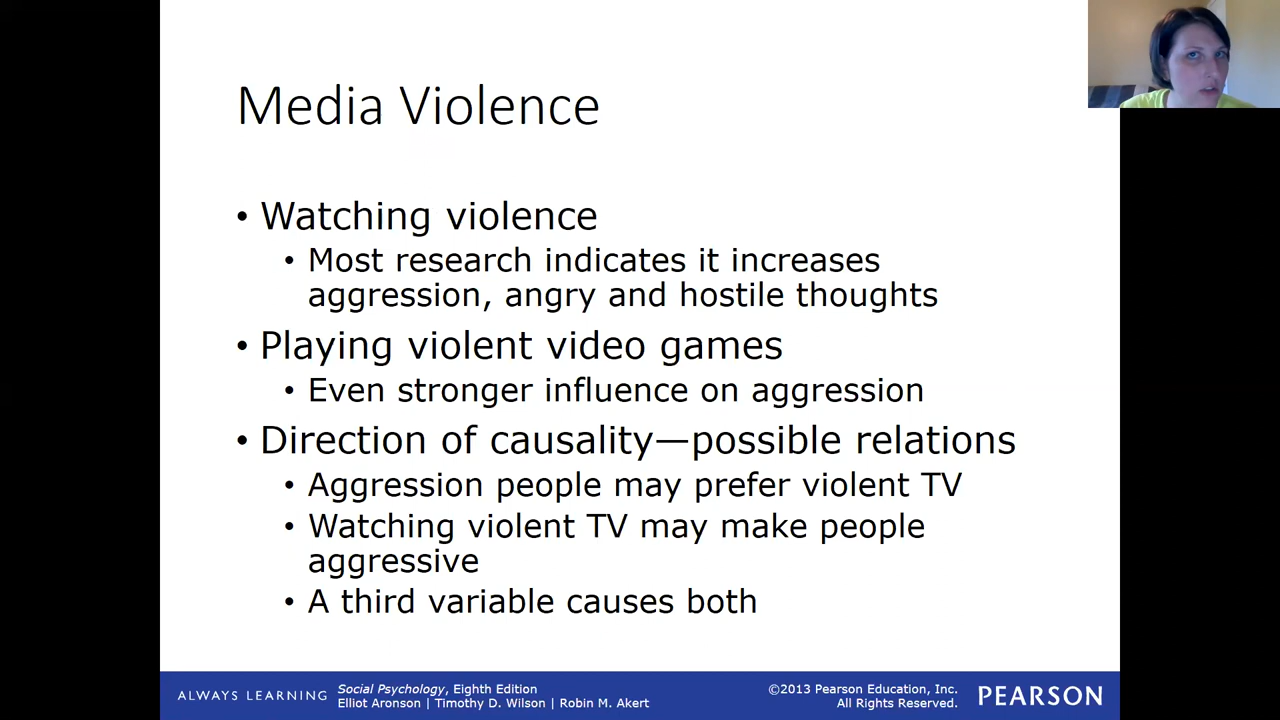 Media Violence
• Watching violence
• Most research indicates it increases
aggression, angry and hostile thoughts
• Playing violent video games
• Even stronger influence on aggression
• Direction of causality—possible relations
• Aggression people may prefer violent TV
• Watching violent TV may make people
aggressive
• A third variable causes both
ALWAYS LEARNING
Social Psychology, Eighth Edition
Elliot Aronson | Timothy D. Wilson | Robin M. Akert
©2013 Pearson Education, Inc.
All Rights Reserved.
PEARSON